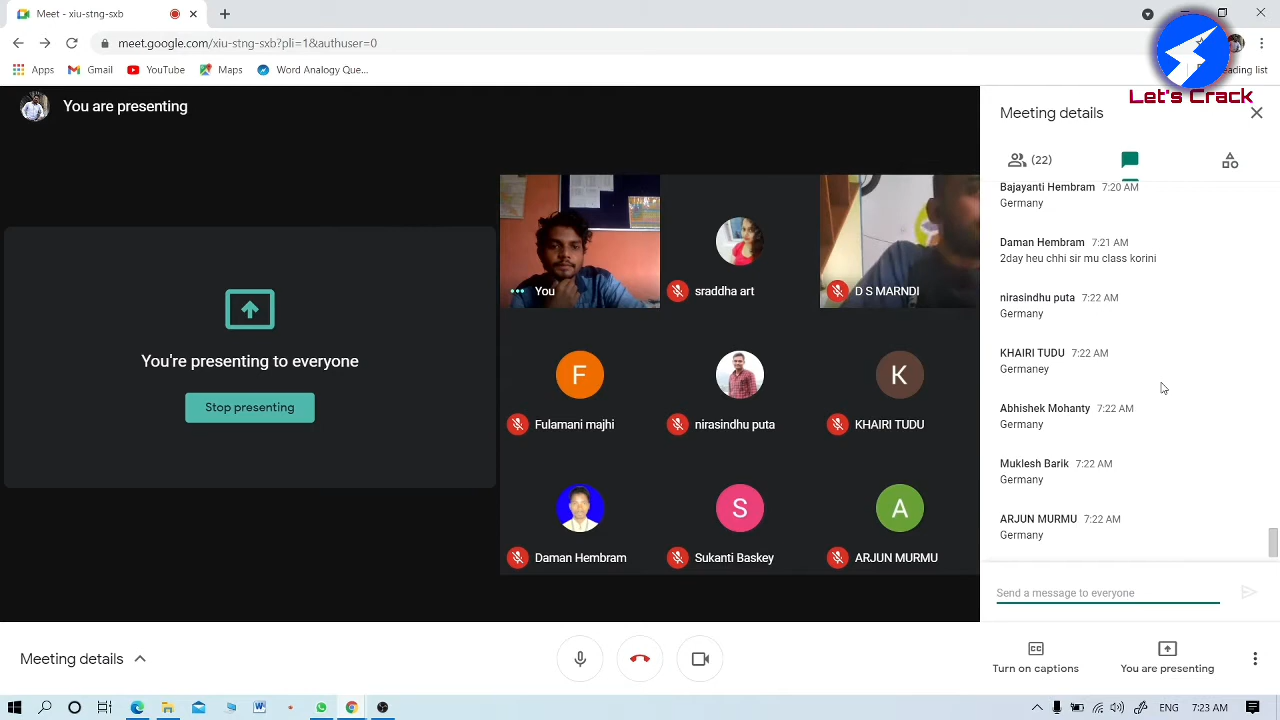 Meet - xiu-stng-sxb
meet.google.com/xiu-stng-sxb?pi=1&authuser=0
Apps
Gmail
YouTube
Maps
Word Analogy Que...
Reading list
Let's Crack
You are presenting
You're presenting to everyone
Stop presenting
You
sraddha art
D S MARNDI
F
K
Fulamani majhi
nirasindhu puta
KHAIRI TUDU
S
A
Daman Hembram
Sukanti Baskey
ARJUN MURMU
Meeting details
(22)
Bajayanti Hembram 7:20 AM
Germany
Daman Hembram 7:21 AM
2day heu chhi sir mu class korini
nirasindhu puta 7:22 AM
Germany
KHAIRI TUDU 7:22 AM
Germaney
Abhishek Mohanty 7:22 AM
Germany
Muklesh Barik 7:22 AM
Germany
ARJUN MURMU 7:22 AM
Germany
Send a message to everyone
Meeting details
CC
Turn on captions
You are presenting
ENG 7:23 AM